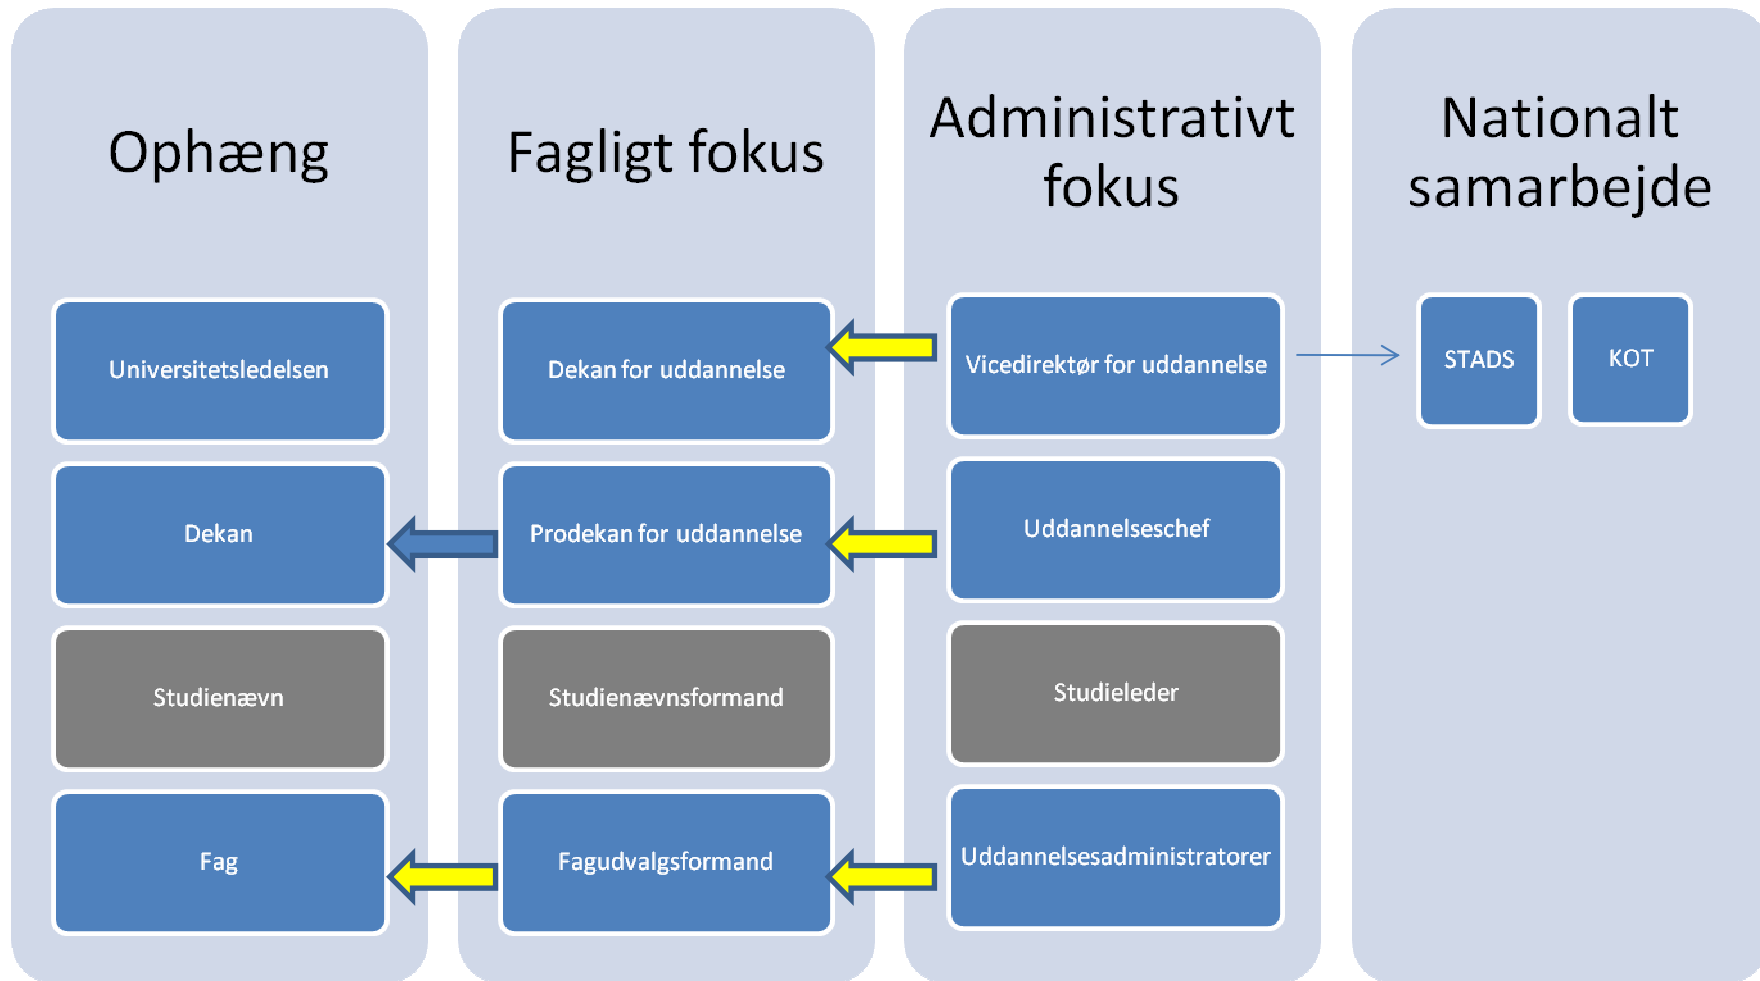 Ophæng
Fagligt fokus
Administrativt
fokus
Nationalt
samarbejde
Universitetsledelsen
Dekan for uddannelse
Vicedirektør for uddannelse
STADS
KOT
Dekan
Prodekan for uddannelse
Uddannelseschef
Studienævn
Studienævnsformand
Studieleder
Fag
Fagudvalgsformand
Uddannelsesadministratorer